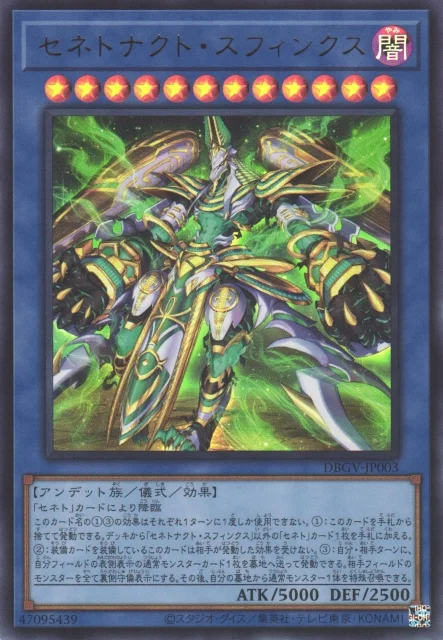 セネトナクト・スフィンクス
闇
DBGV-JP003
【アンデット族／儀式／効果】
「セネト」カードにより降臨
このカード名の①③の効果はそれぞれ1ターンに1度しか使用できない。①：このカードを手札から
捨てて発動できる。デッキから「セネトナクト・スフィンクス」以外の「セネト」カード1枚を手札に加える。
②：装備カードを装備しているこのカードは相手が発動した効果を受けない。③：自分・相手ターンに、
自分フィールドの表側表示の通常モンスターカード1枚を墓地へ送って発動できる。相手フィールドの
モンスターを全て裏側守備表示にする。その後、自分の墓地から通常モンスター1体を特殊召喚できる。
ATK/5000 DEF/2500
47095439 ©スタジオ・ダイス／集英社・テレビ東京・KONAMI